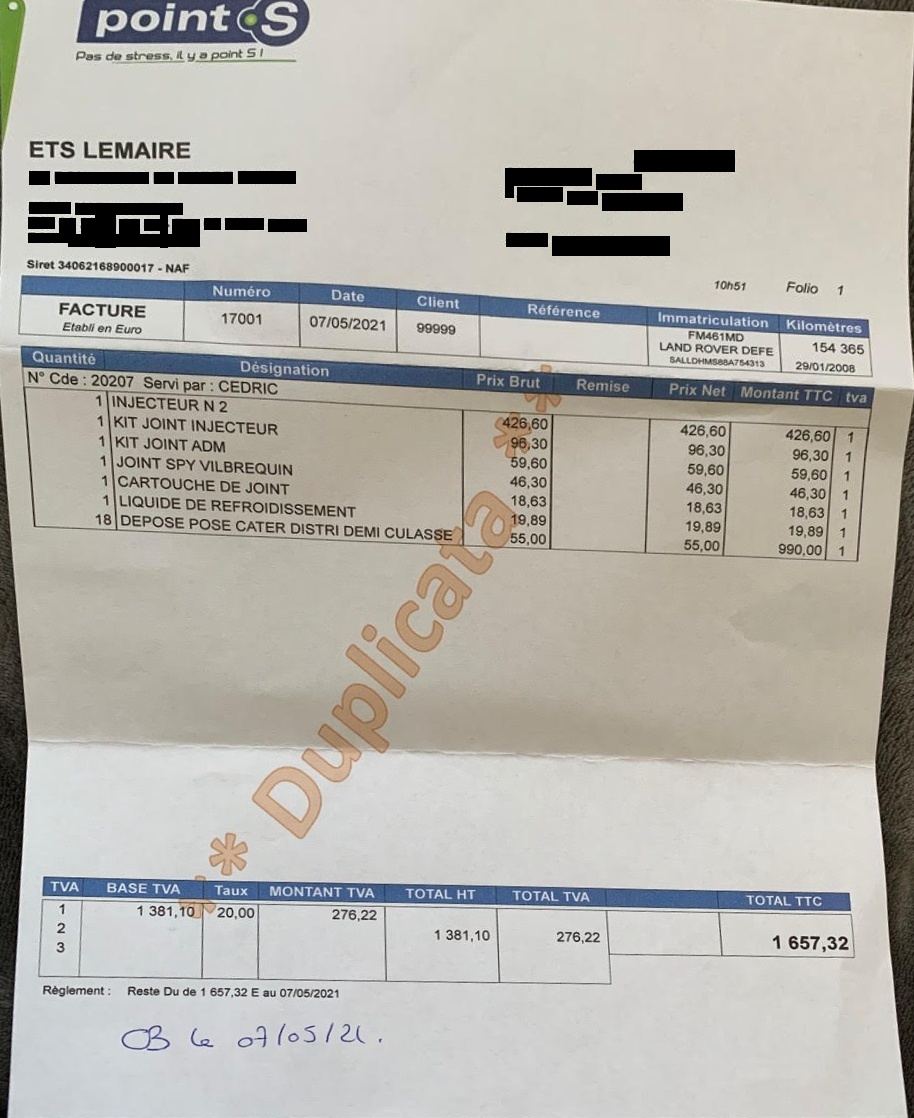 point S
Pas de stress, il y a point S !
ETS LEMAIRE
Siret 34062168900017 - NAF
10h51 Folio 1
Numéro Date Client Référence Immatriculation Kilomètres
FACTURE
Etabli en Euro
17001 07/05/2021 99999
FM461MD
LAND ROVER DEFE
SALLDHMS88A754313
154 365
29/01/2008
Quantité Désignation Prix Brut Remise Prix Net Montant TTC tva
N° Cde : 20207 Servi par : CEDRIC
1 INJECTEUR N 2 426,60 426,60 426,60 1
1 KIT JOINT INJECTEUR 96,30 96,30 96,30 1
1 KIT JOINT ADM 59,60 59,60 59,60 1
1 JOINT SPY VILBREQUIN 46,30 46,30 46,30 1
1 CARTOUCHE DE JOINT 18,63 18,63 18,63 1
1 LIQUIDE DE REFROIDISSEMENT 19,89 19,89 19,89 1
18 DEPOSE POSE CATER DISTRI DEMI CULASSE 55,00 55,00 990,00 1
** Duplicata **
TVA BASE TVA Taux MONTANT TVA TOTAL HT TOTAL TVA TOTAL TTC
1 1 381,10 20,00 276,22
2 1 381,10 276,22 1 657,32
3
Règlement : Reste Du de 1 657,32 E au 07/05/2021
CB le 07/05/21.